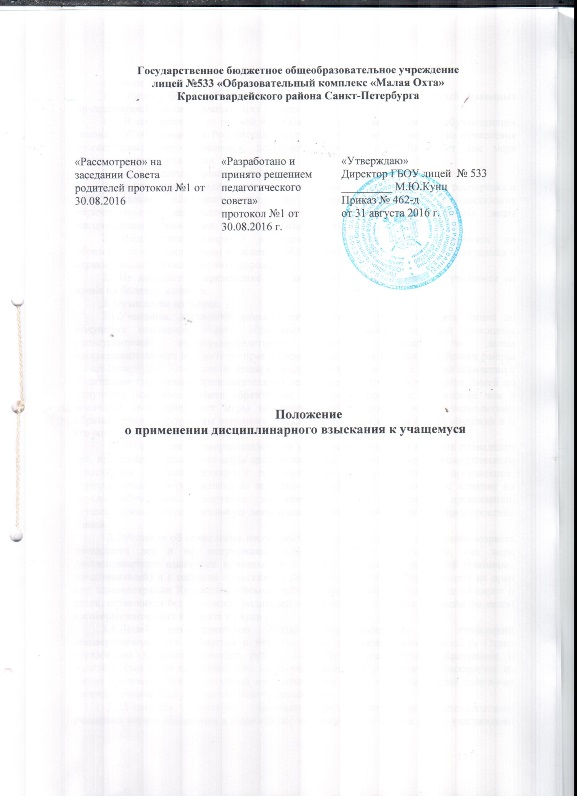 Государственное бюджетное общеобразовательное учреждение
лицей №533 «Образовательный комплекс «Малая Охта»
Красногвардейского района Санкт-Петербурга
«Рассмотрено» на
заседании Совета
родителей протокол №1 от
30.08.2016
«Разработано и
принято решением
педагогического
совета»
протокол №1 от
30.08.2016 г.
«Утверждаю»
Директор ГБОУ лицей № 533
_________ М.Ю.Кунц
Приказ № 462-д
от 31 августа 2016 г.
Положение
о применении дисциплинарного взыскания к учащемуся